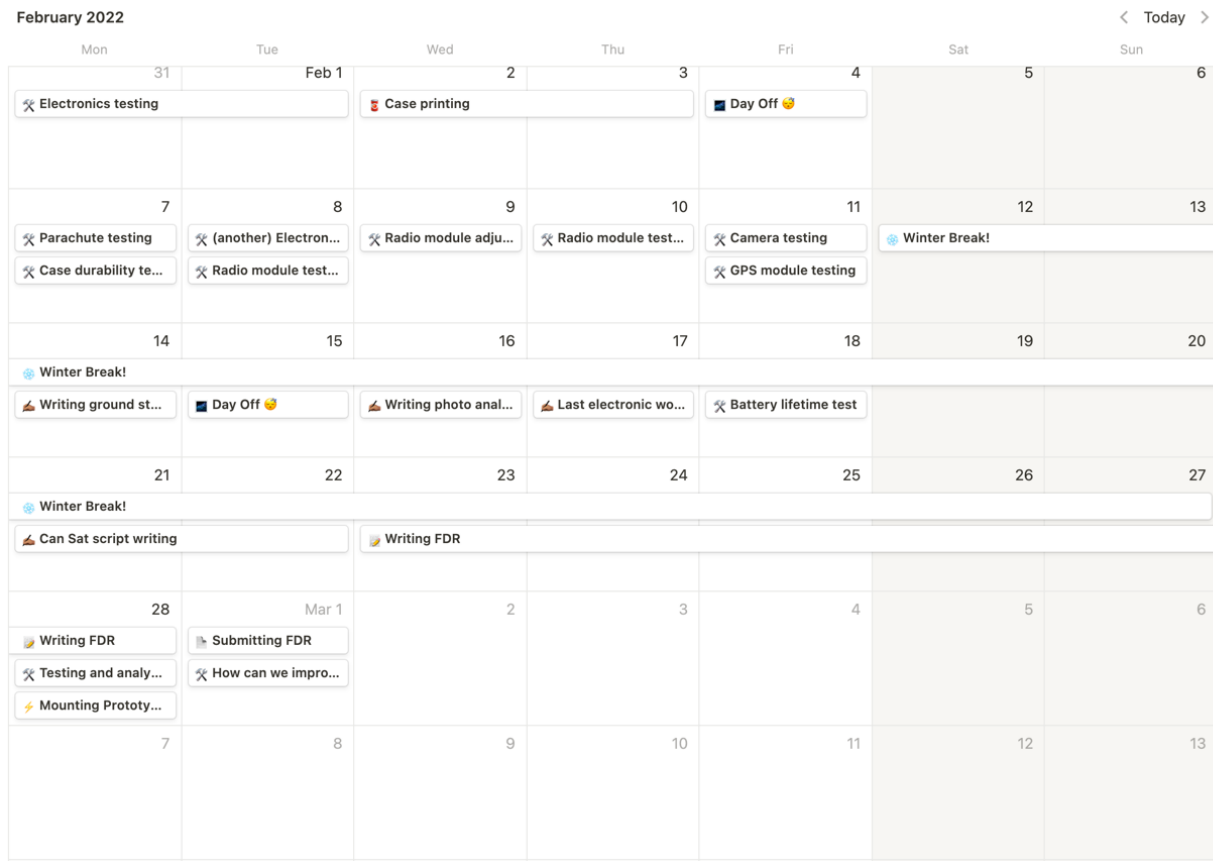 February 2022
Today
Mon Tue Wed Thu Fri Sat Sun
31 Feb 1 2 3 4 5 6
Electronics testing Case printing Day Off 😴
7 8 9 10 11 12 13
Parachute testing (another) Electron... Radio module adju... Radio module test... Camera testing Winter Break!
Case durability te... Radio module test... GPS module testing
14 15 16 17 18 19 20
Winter Break!
Writing ground st... Day Off 😴 Writing photo anal... Last electronic wo... Battery lifetime test
21 22 23 24 25 26 27
Winter Break!
Can Sat script writing Writing FDR
28 Mar 1 2 3 4 5 6
Writing FDR Submitting FDR
Testing and analy... How can we impro...
Mounting Prototy...
7 8 9 10 11 12 13